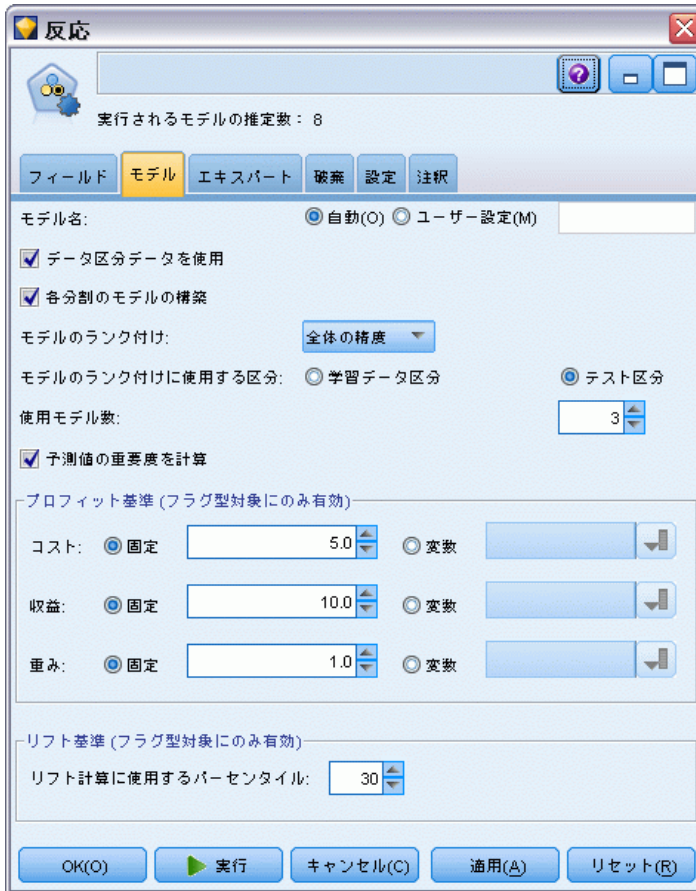 反応
実行されるモデルの推定数: 8
フィールド モデル エキスパート 破棄 設定 注釈
モデル名: 自動(O) ユーザー設定(M)
データ区分データを使用
各分割のモデルの構築
モデルのランク付け: 全体の精度
モデルのランク付けに使用する区分: 学習データ区分 テスト区分
使用モデル数: 3
予測値の重要度を計算
プロフィット基準 (フラグ型対象にのみ有効)
コスト: 固定 5.0 変数
収益: 固定 10.0 変数
重み: 固定 1.0 変数
リフト基準 (フラグ型対象にのみ有効)
リフト計算に使用するパーセンタイル: 30
OK(O) 実行 キャンセル(C) 適用(A) リセット(R)